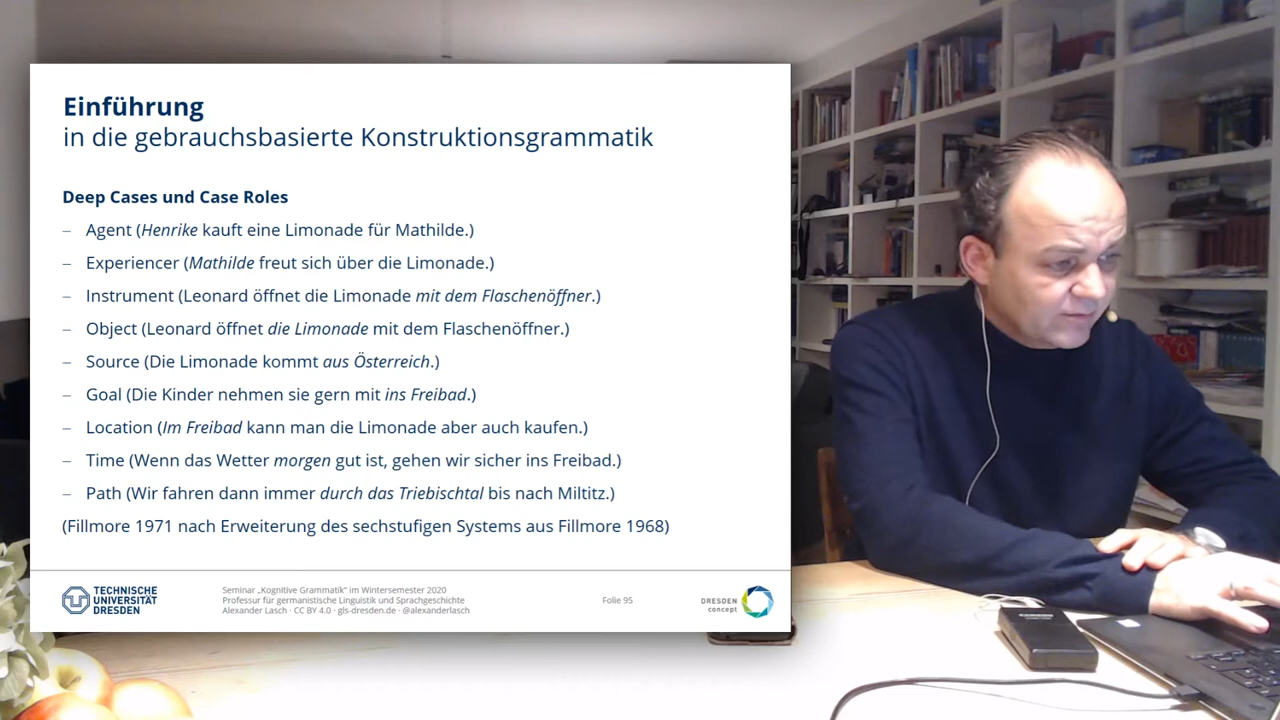 Einführung
in die gebrauchsbasierte Konstruktionsgrammatik
Deep Cases und Case Roles
– Agent (Henrike kauft eine Limonade für Mathilde.)
– Experiencer (Mathilde freut sich über die Limonade.)
– Instrument (Leonard öffnet die Limonade mit dem Flaschenöffner.)
– Object (Leonard öffnet die Limonade mit dem Flaschenöffner.)
– Source (Die Limonade kommt aus Österreich.)
– Goal (Die Kinder nehmen sie gern mit ins Freibad.)
– Location (Im Freibad kann man die Limonade aber auch kaufen.)
– Time (Wenn das Wetter morgen gut ist, gehen wir sicher ins Freibad.)
– Path (Wir fahren dann immer durch das Triebischtal bis nach Miltitz.)
(Fillmore 1971 nach Erweiterung des sechstufigen Systems aus Fillmore 1968)
TECHNISCHE
UNIVERSITÄT
DRESDEN
Seminar „Kognitive Grammatik“ im Wintersemester 2020
Professur für germanistische Linguistik und Sprachgeschichte
Alexander Lasch · CC BY 4.0 · gls-dresden.de · @alexanderlasch
Folie 95
DRESDEN
concept